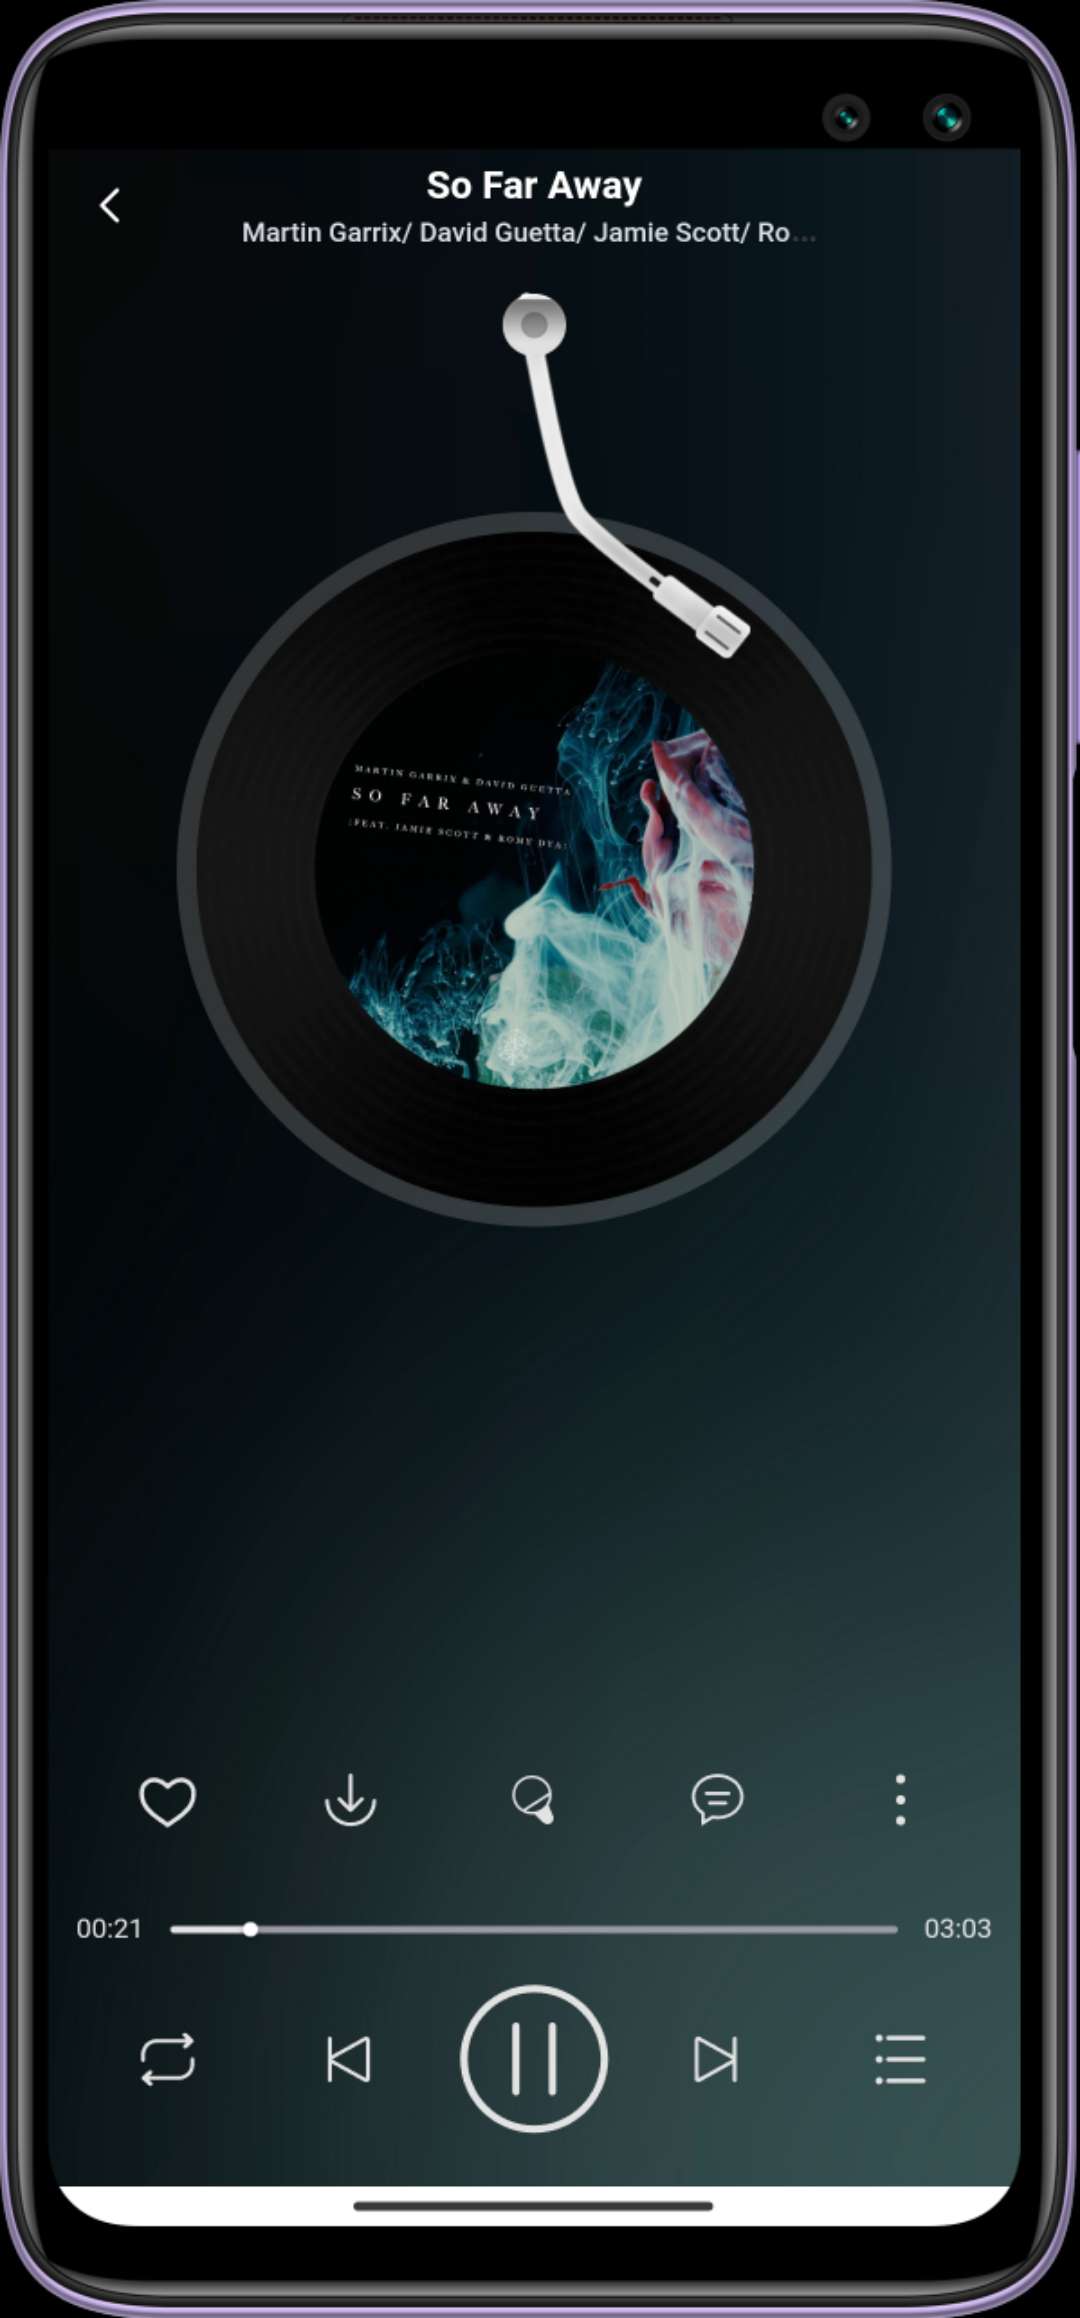 So Far Away
Martin Garrix/ David Guetta/ Jamie Scott/ Ro...
MARTIN GARRIX & DAVID GUETTA
SO FAR AWAY
(FEAT. JAMIE SCOTT & ROMY DYA)
00:21
03:03